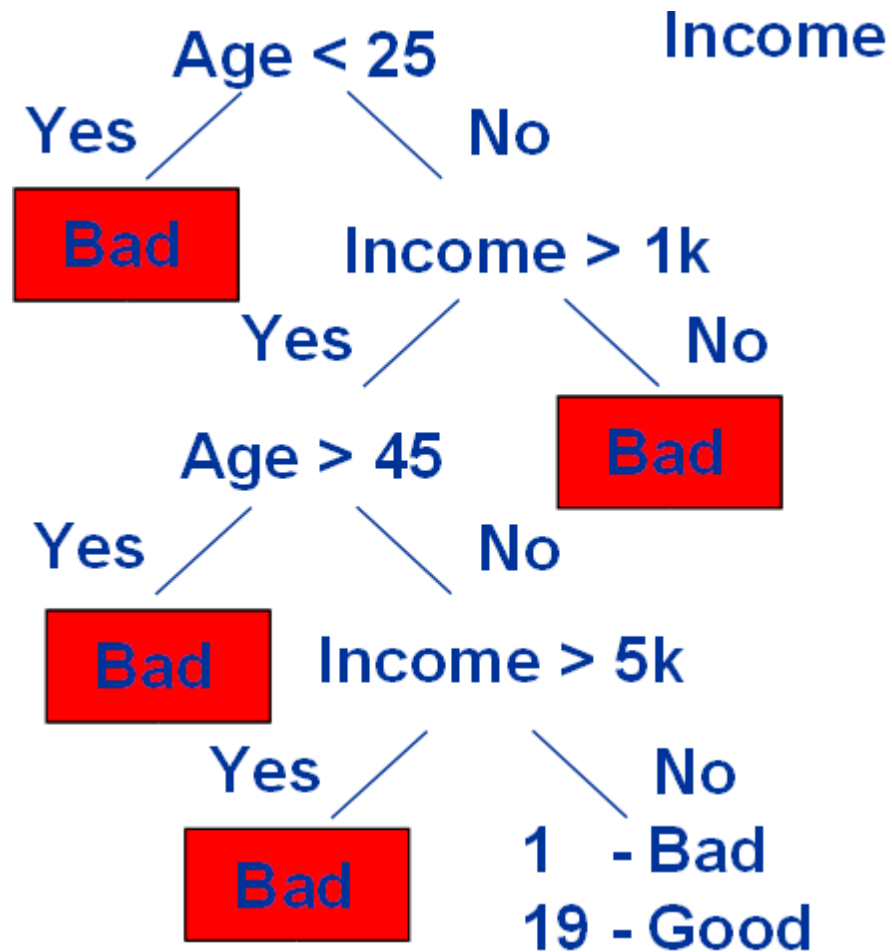 Income
Age < 25
Yes
No
Bad
Income > 1k
Yes
No
Age > 45
Bad
Yes
No
Bad
Income > 5k
Yes
No
Bad
1 - Bad
19 - Good